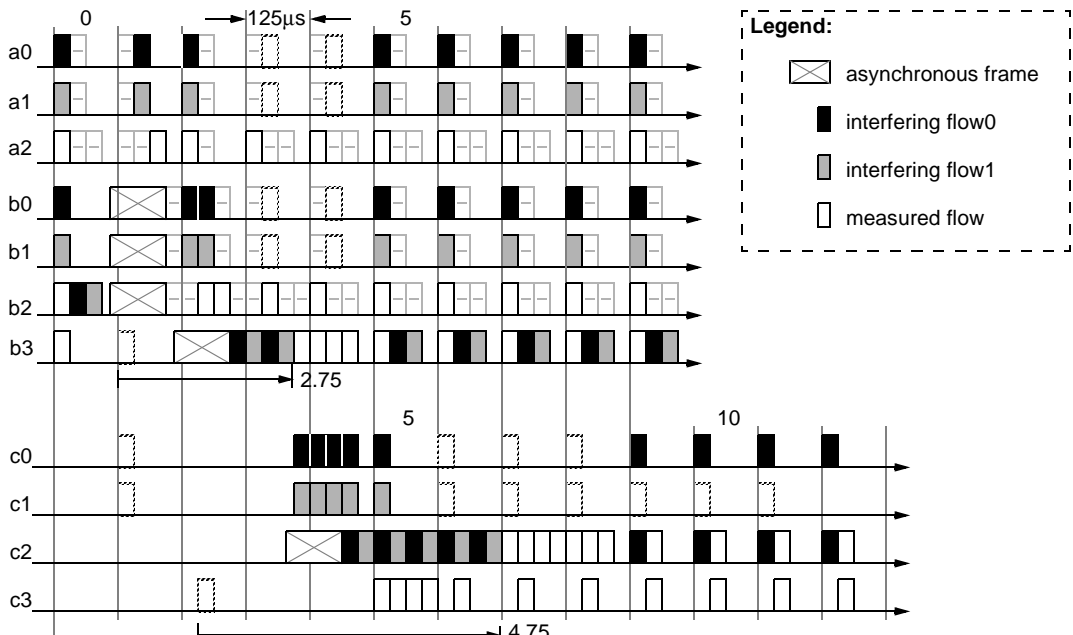 0 125µs 5
Legend:
a0
asynchronous frame
a1
interfering flow0
a2
interfering flow1
b0
measured flow
b1
b2
b3
2.75
5 10
c0
c1
c2
c3
4.75